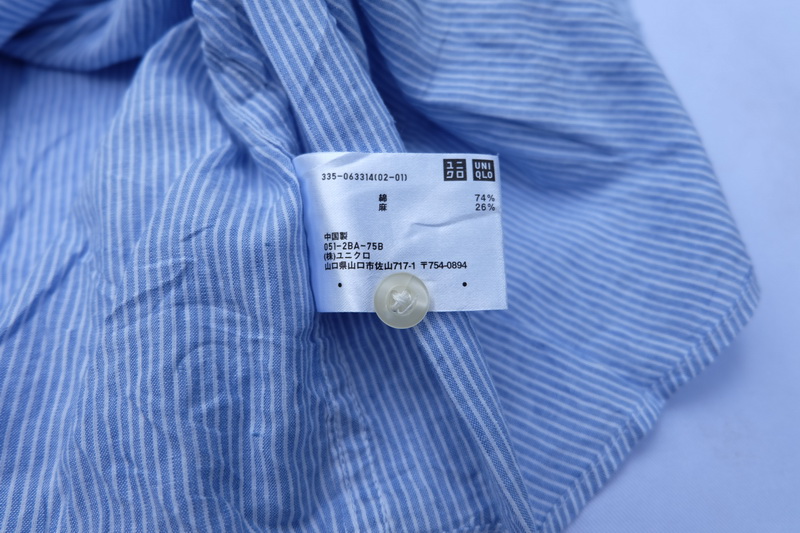 ユニ UNI
クロ QLO
335-063314(02-01)
綿 74%
麻 26%
中国製
051-2BA-75B
(株)ユニクロ
山口県山口市佐山717-1 〒754-0894